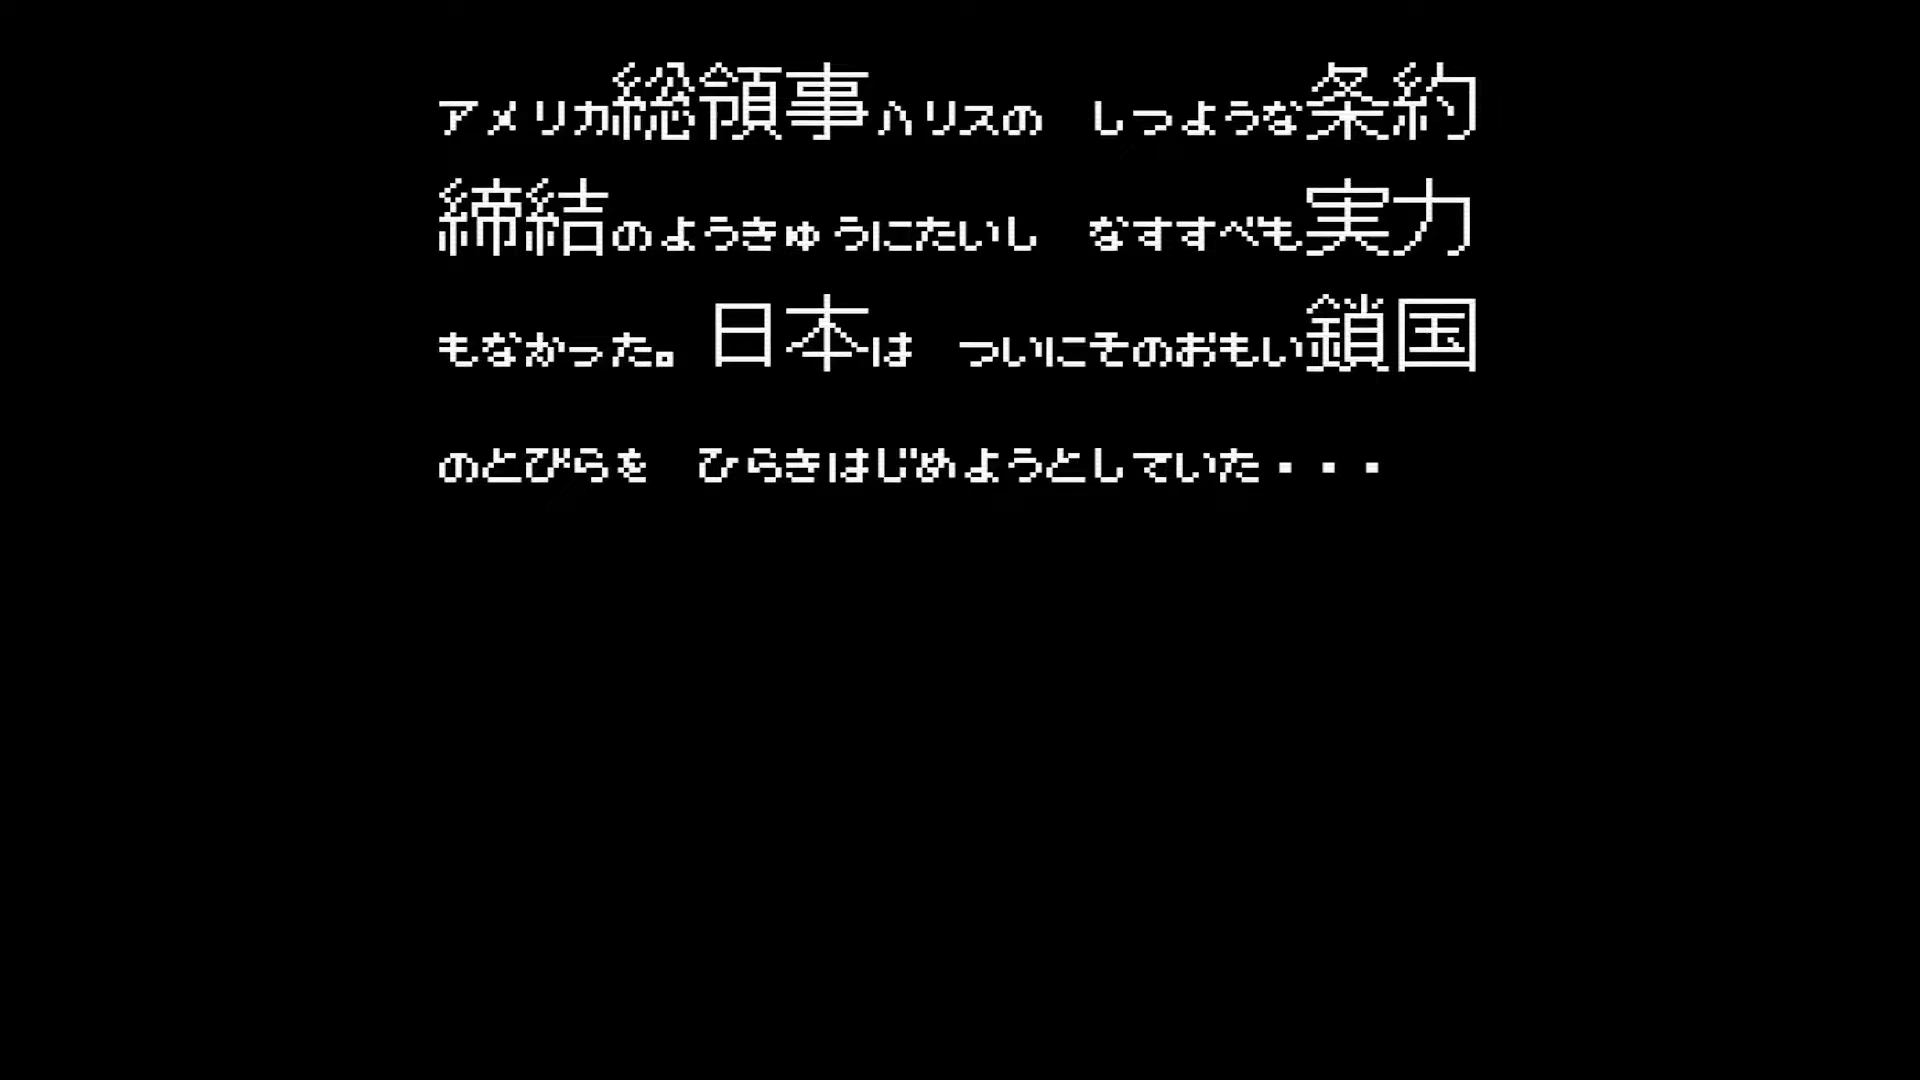 アメリカ総領事ハリスの　しつような条約
締結のようきゅうにたいし　なすすべも実力
もなかった。日本は　ついにそのおもい鎖国
のとびらを　ひらきはじめようとしていた・・・